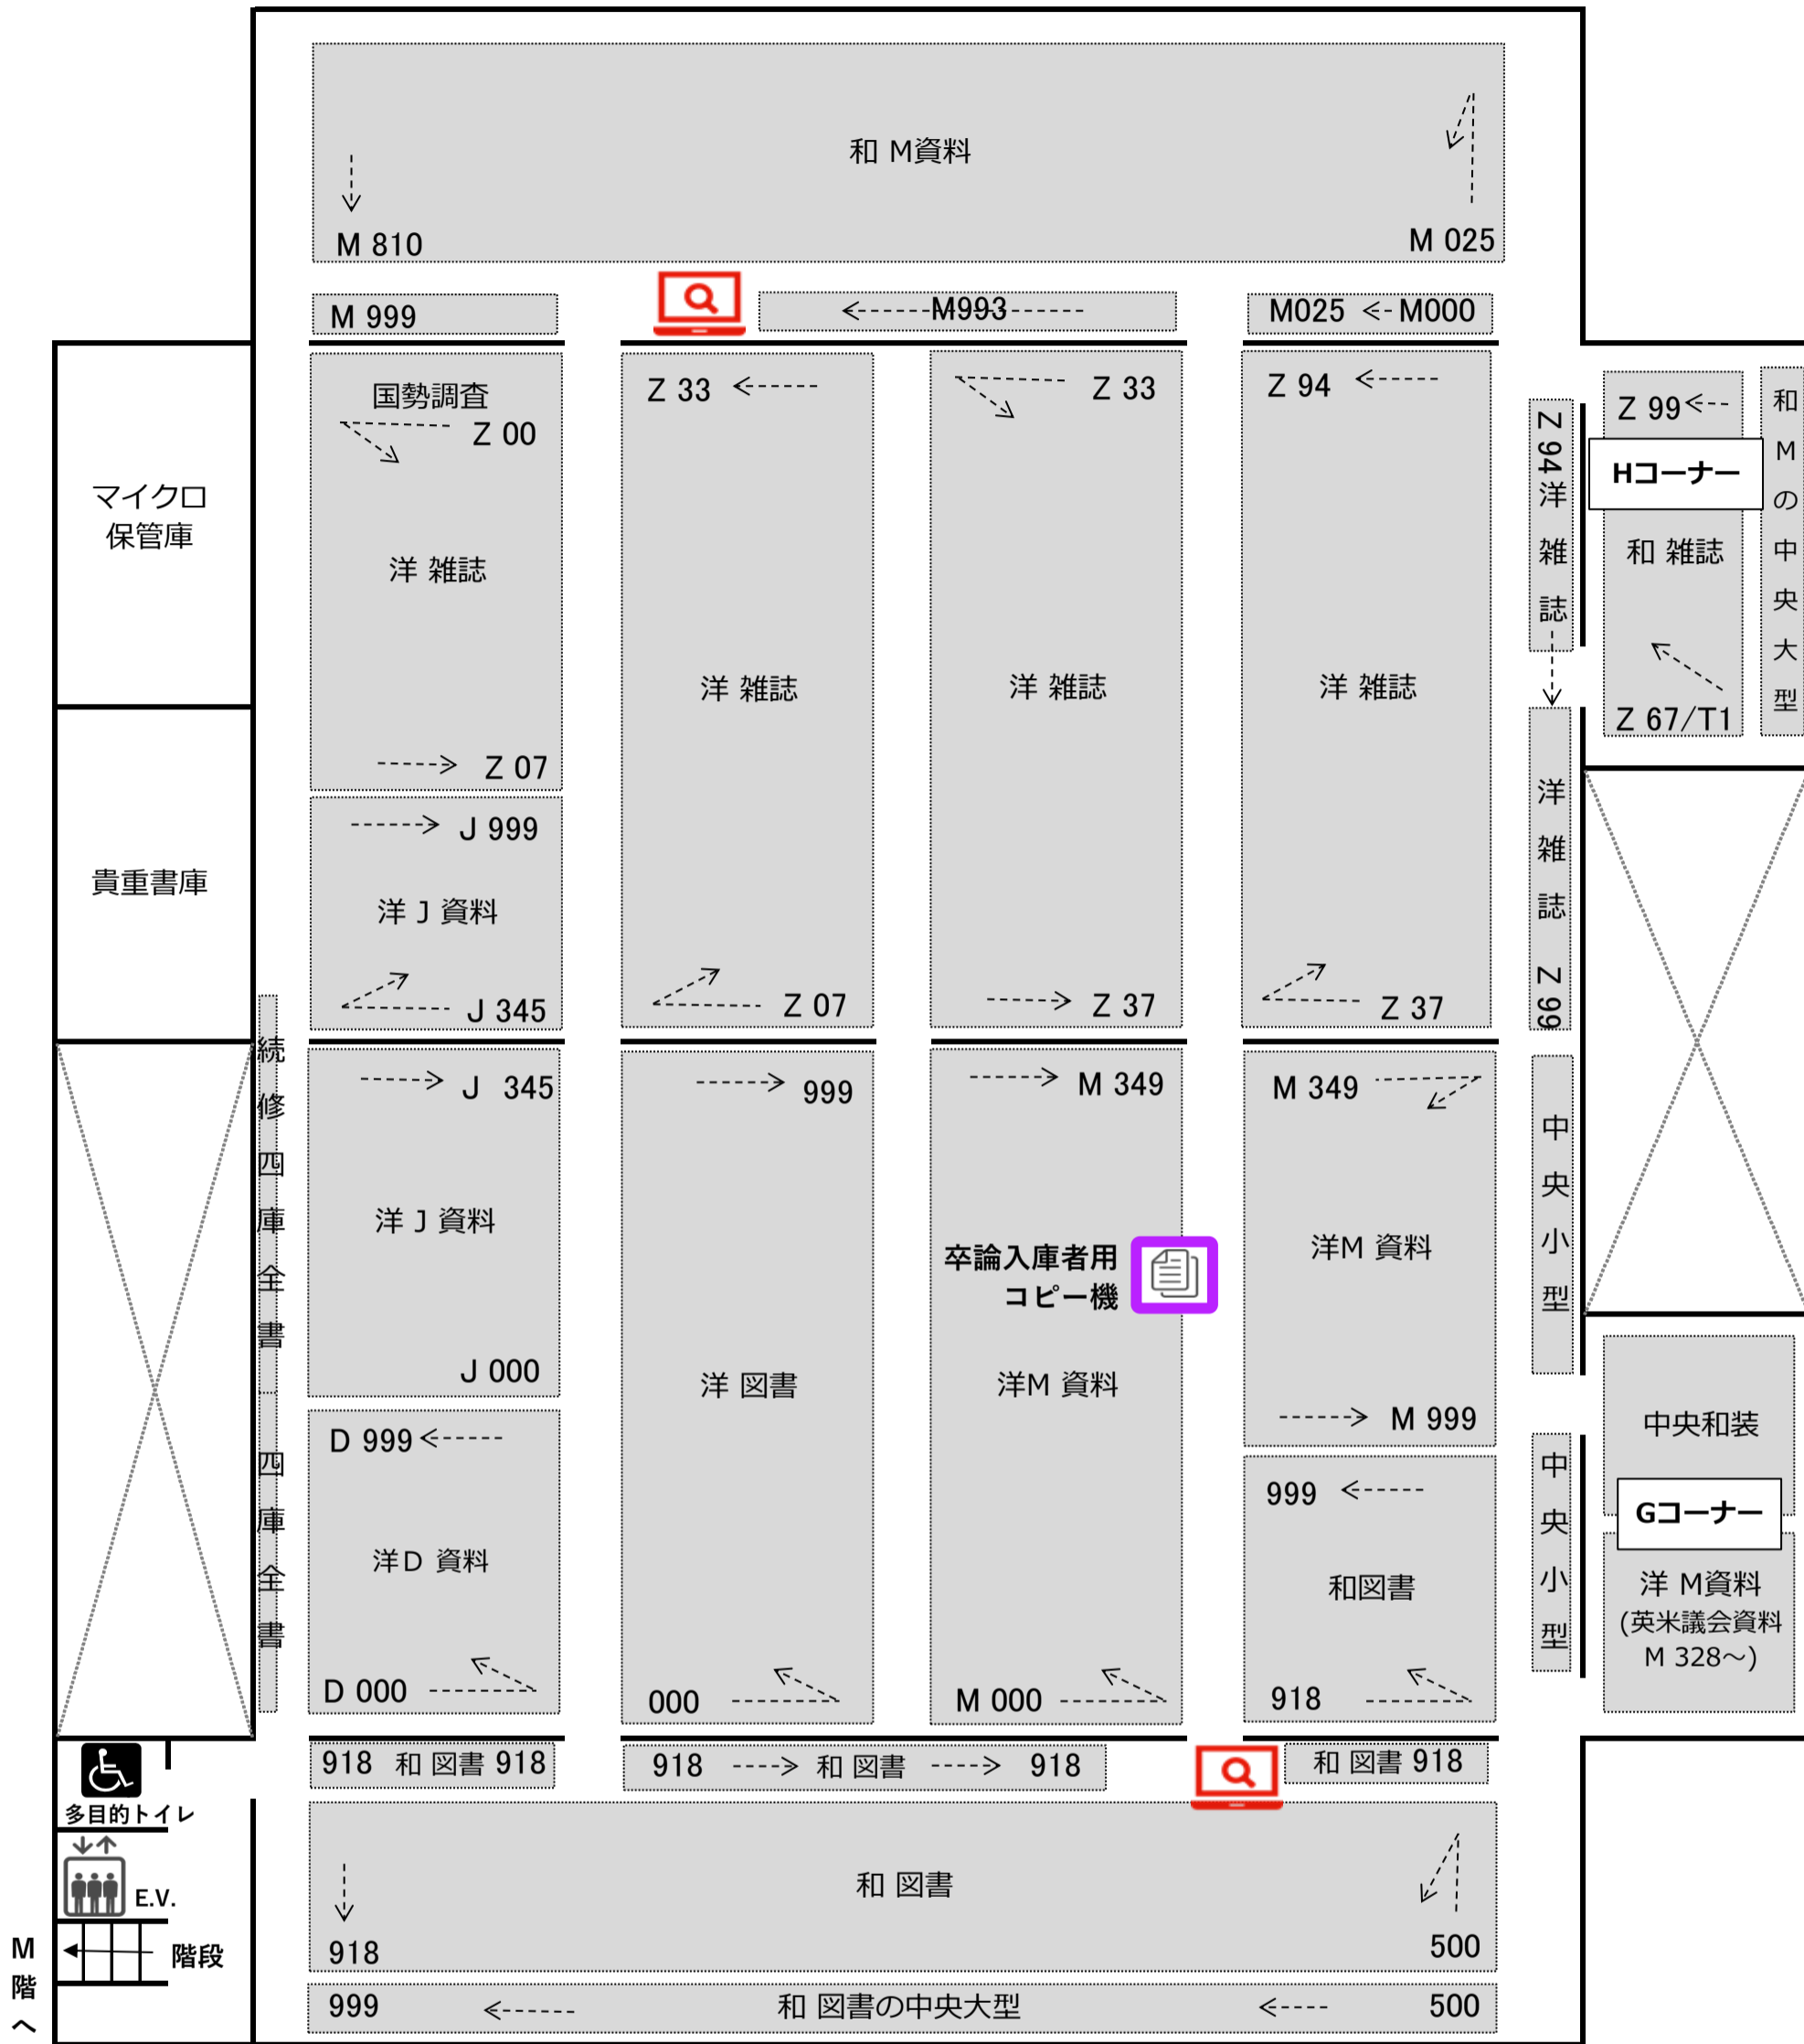 和 M資料
M 810
M 025
M 999
M993
M025
M000
国勢調査
Z 00
洋 雑誌
Z 07
J 999
洋 J 資料
J 345
Z 33
洋 雑誌
Z 07
Z 33
洋 雑誌
Z 37
Z 94
洋 雑誌
Z 37
Z 94洋雑誌
洋雑誌 Z 99
Z 99
Hコーナー
和 雑誌
Z 67/T1
和Mの中央大型
マイクロ
保管庫
貴重書庫
続修四庫全書
四庫全書
J 345
洋 J 資料
J 000
D 999
洋D 資料
D 000
999
洋 図書
000
M 349
卒論入庫者用
コピー機
洋M 資料
M 000
M 349
洋M 資料
M 999
999
和図書
918
中央小型
中央小型
中央和装
Gコーナー
洋 M資料
(英米議会資料
M 328～)
918 和 図書 918
918 和 図書 918
和 図書 918
和 図書
918
500
999 和 図書の中央大型 500
多目的トイレ
E.V.
階段
M階へ